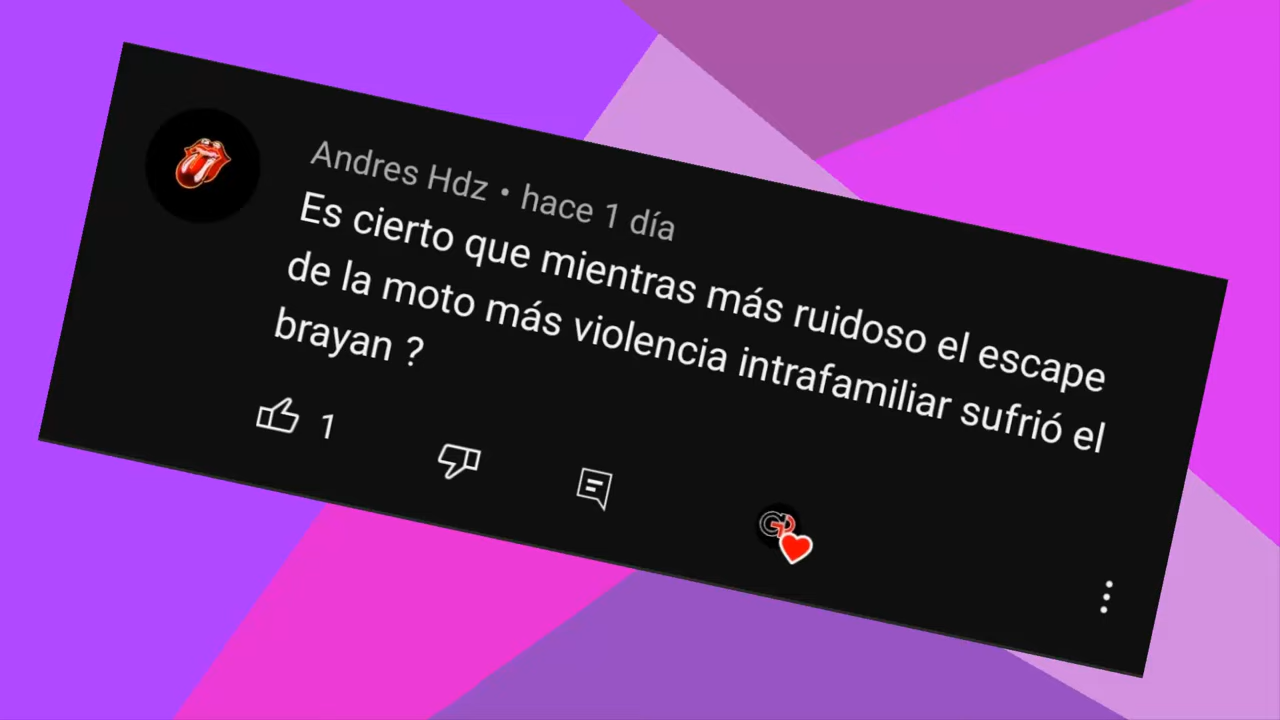 Andres Hdz • hace 1 día
Es cierto que mientras más ruidoso el escape
de la moto más violencia intrafamiliar sufrió el
brayan ?
1